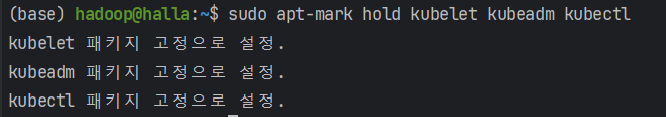 (base) hadoop@halla:~$ sudo apt-mark hold kubelet kubeadm kubectl
kubelet 패키지 고정으로 설정.
kubeadm 패키지 고정으로 설정.
kubectl 패키지 고정으로 설정.